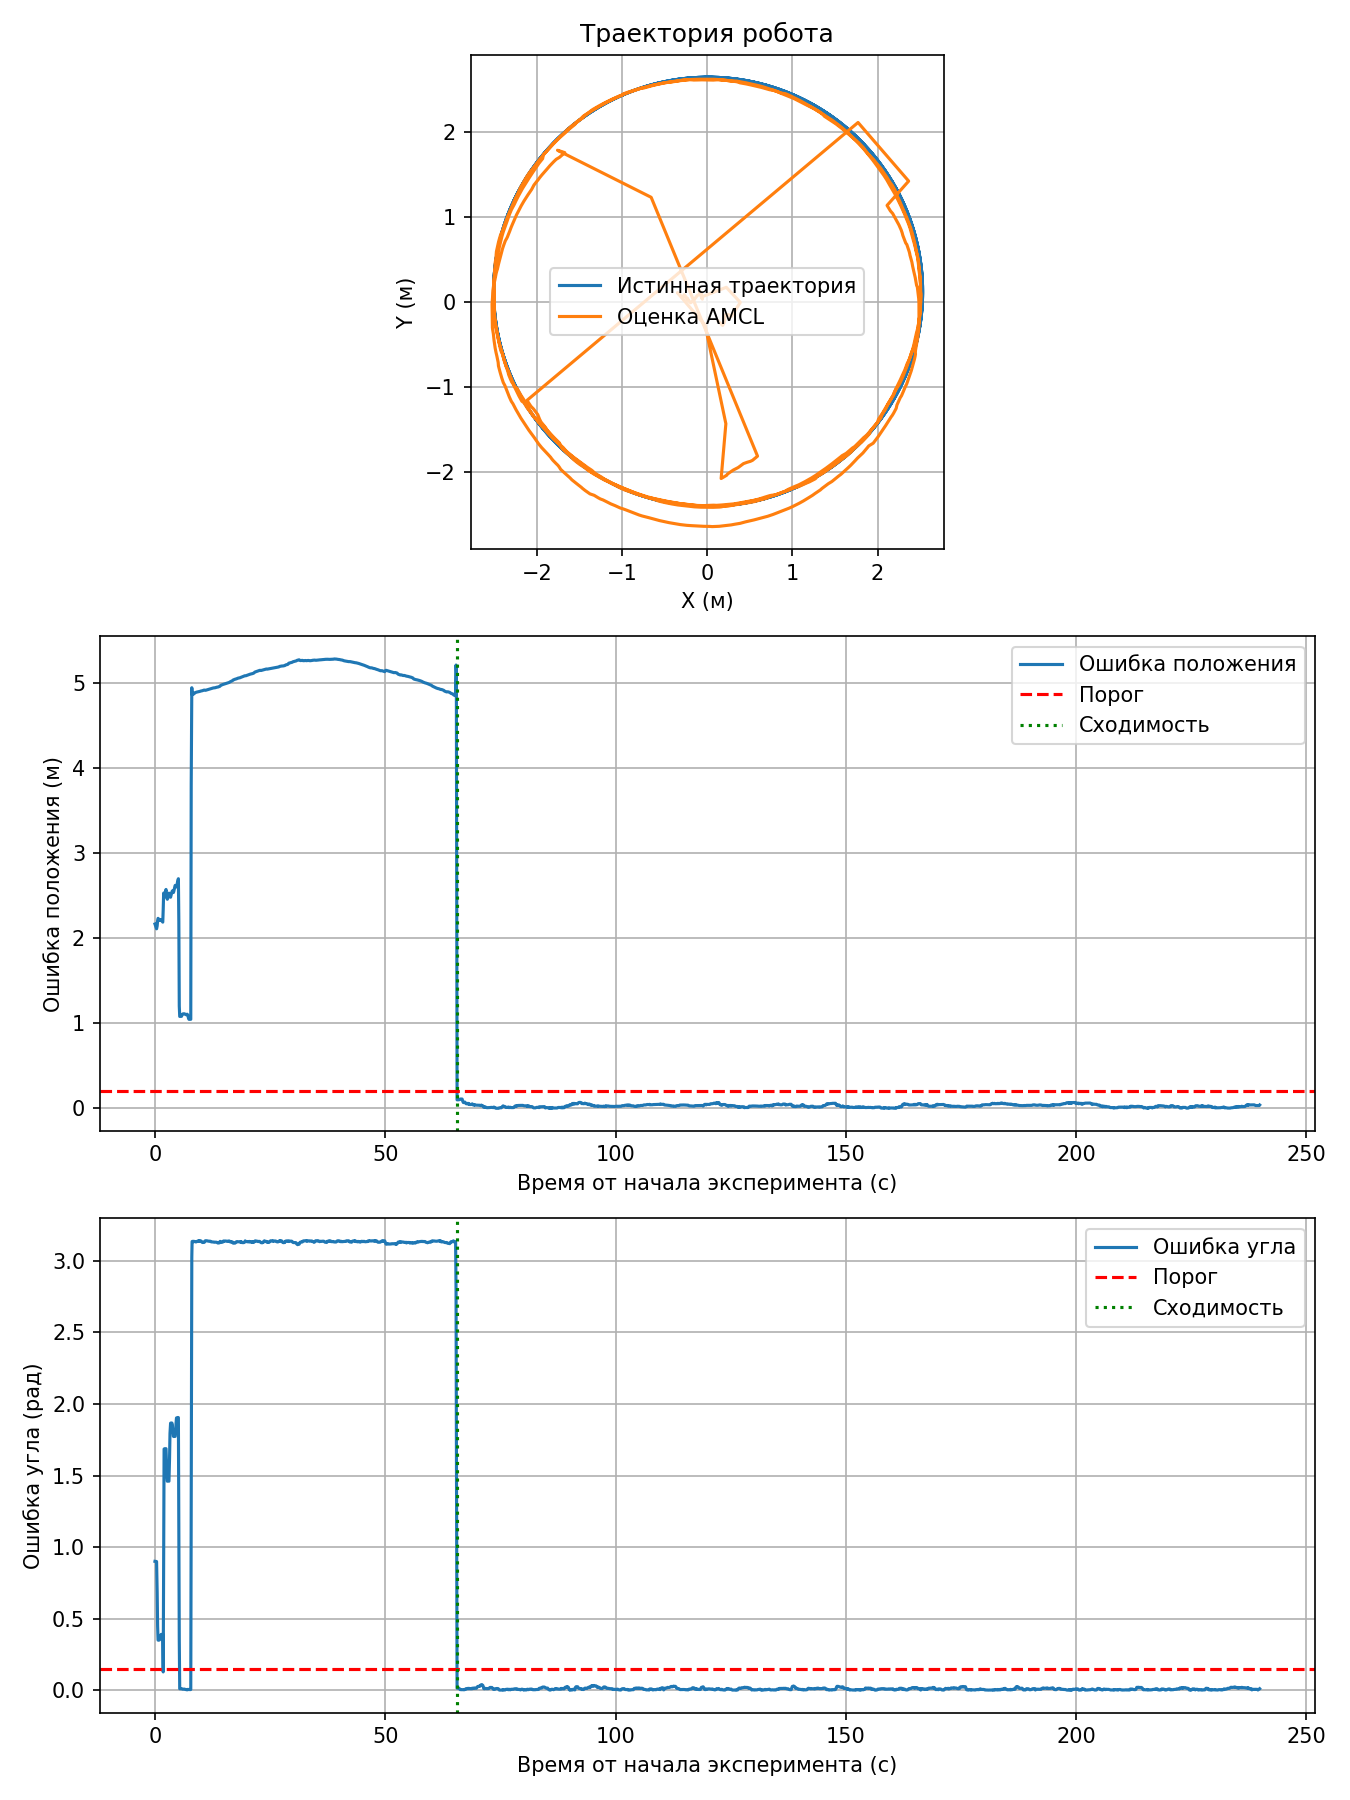 Траектория робота
2
1
0
−1
−2
Y (м)
Истинная траектория
Оценка AMCL
−2
−1
0
1
2
X (м)
5
4
3
2
1
0
Ошибка положения (м)
Ошибка положения
Порог
Сходимость
0
50
100
150
200
250
Время от начала эксперимента (с)
3.0
2.5
2.0
1.5
1.0
0.5
0.0
Ошибка угла (рад)
Ошибка угла
Порог
Сходимость
0
50
100
150
200
250
Время от начала эксперимента (с)